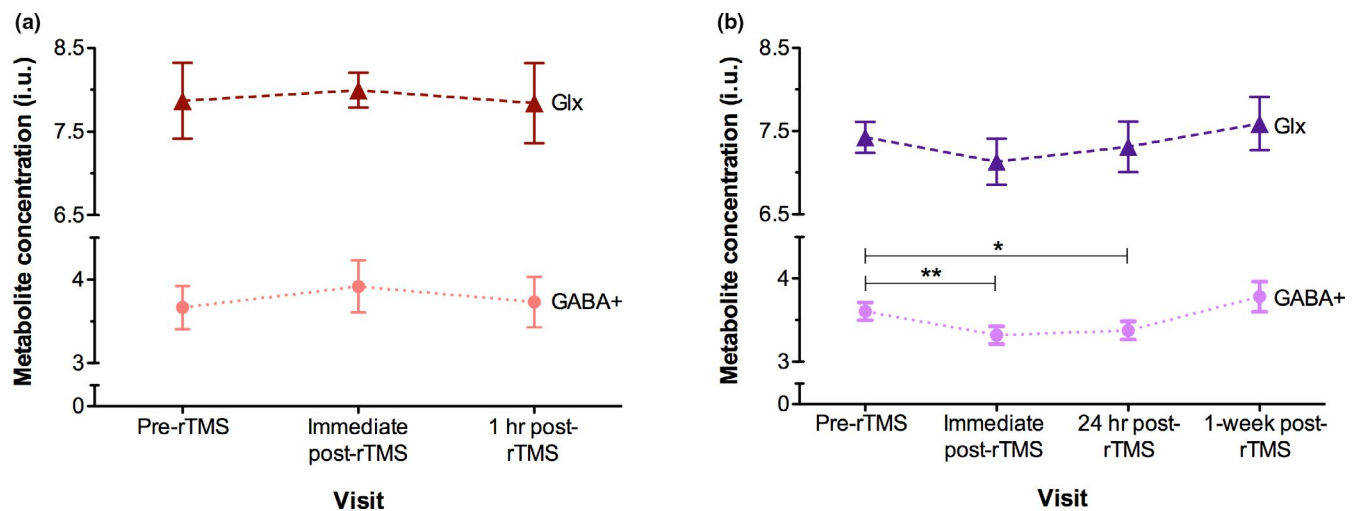 (a)
Metabolite concentration (i.u.)
8.5
7.5
6.5
4
3
0
Glx
GABA+
Pre-rTMS
Immediate
post-rTMS
1 hr post-
rTMS
Visit
(b)
Metabolite concentration (i.u.)
8.5
7.5
6.5
4
3
0
Glx
*
**
GABA+
Pre-rTMS
Immediate
post-rTMS
24 hr post-
rTMS
1-week post-
rTMS
Visit